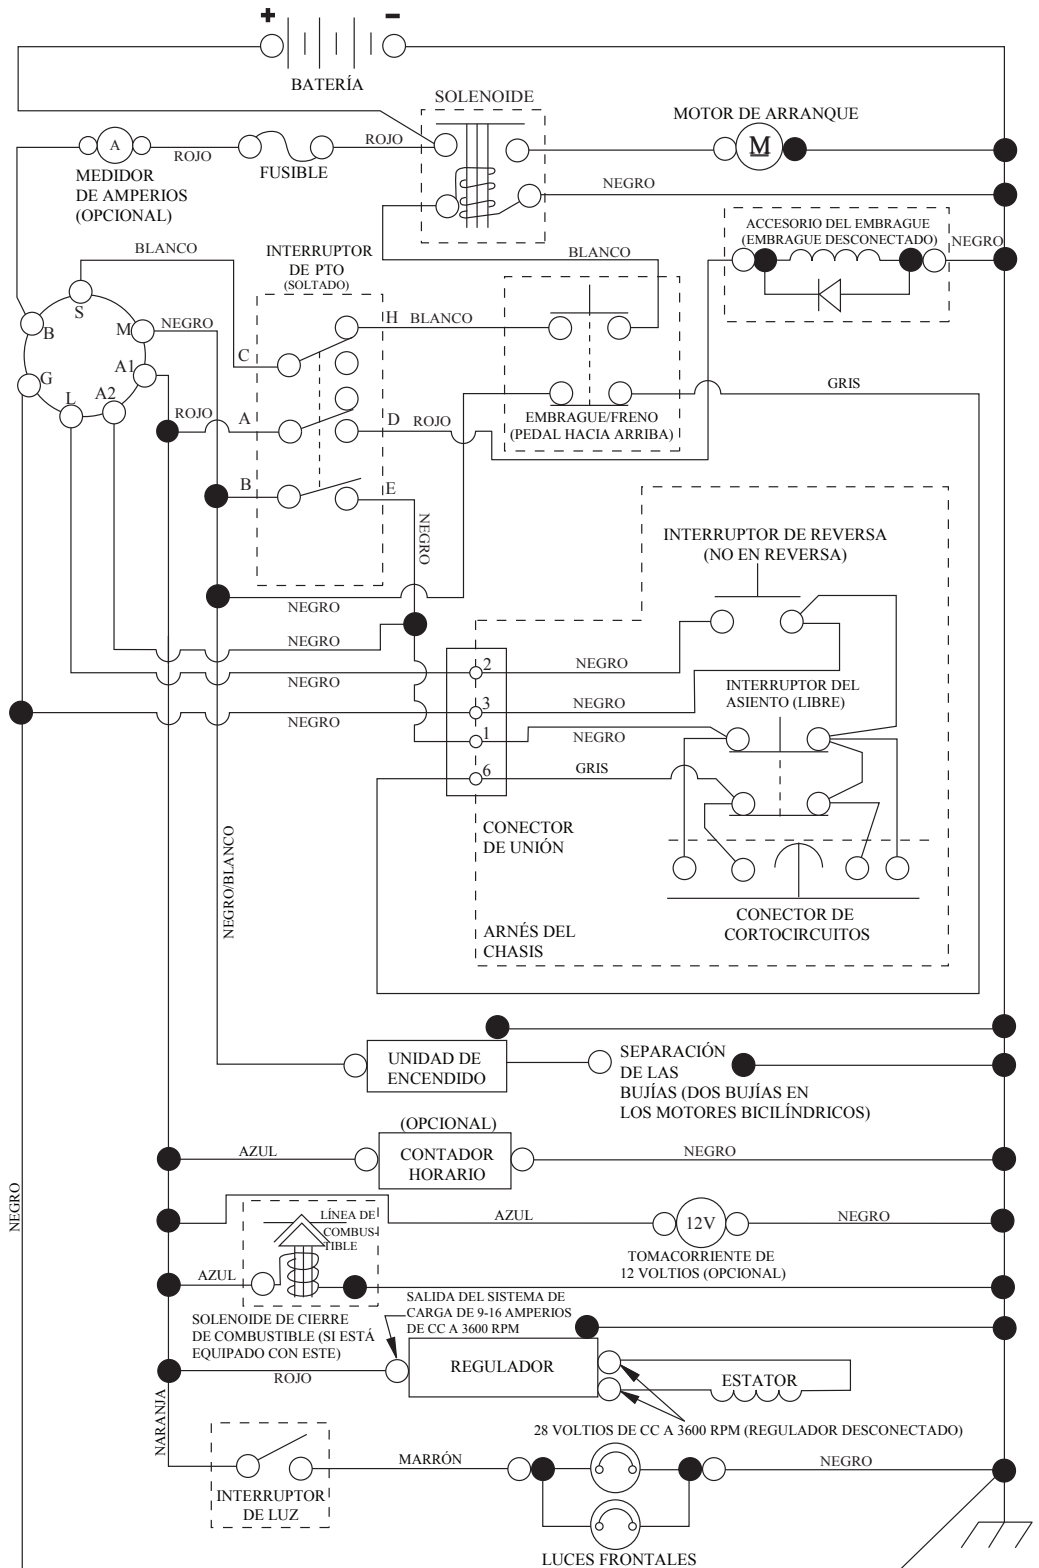 + −
BATERÍA
SOLENOIDE
MOTOR DE ARRANQUE
A
ROJO
ROJO
M
FUSIBLE
MEDIDOR
DE AMPERIOS
(OPCIONAL)
NEGRO
ACCESORIO DEL EMBRAGUE
(EMBRAGUE DESCONECTADO)
NEGRO
BLANCO
INTERRUPTOR
DE PTO
(SOLTADO)
BLANCO
S
B
M
NEGRO
H
BLANCO
C
G
A1
L
A2
ROJO
A
D
ROJO
GRIS
EMBRAGUE/FRENO
(PEDAL HACIA ARRIBA)
B
E
NEGRO
INTERRUPTOR DE REVERSA
(NO EN REVERSA)
NEGRO
NEGRO
NEGRO
2
NEGRO
INTERRUPTOR DEL
ASIENTO (LIBRE)
NEGRO
3
NEGRO
1
NEGRO
6
GRIS
CONECTOR
DE UNIÓN
NEGRO/BLANCO
CONECTOR DE
CORTOCIRCUITOS
ARNÉS DEL
CHASIS
UNIDAD DE
ENCENDIDO
SEPARACIÓN
DE LAS
BUJÍAS (DOS BUJÍAS EN
LOS MOTORES BICILÍNDRICOS)
(OPCIONAL)
AZUL
CONTADOR
HORARIO
NEGRO
NEGRO
LÍNEA DE
COMBUS-
TIBLE
AZUL
12V
NEGRO
TOMACORRIENTE DE
12 VOLTIOS (OPCIONAL)
AZUL
SALIDA DEL SISTEMA DE
CARGA DE 9-16 AMPERIOS
DE CC A 3600 RPM
SOLENOIDE DE CIERRE
DE COMBUSTIBLE (SI ESTÁ
EQUIPADO CON ESTE)
ROJO
REGULADOR
ESTATOR
NARANJA
28 VOLTIOS DE CC A 3600 RPM (REGULADOR DESCONECTADO)
MARRÓN
NEGRO
INTERRUPTOR
DE LUZ
LUCES FRONTALES